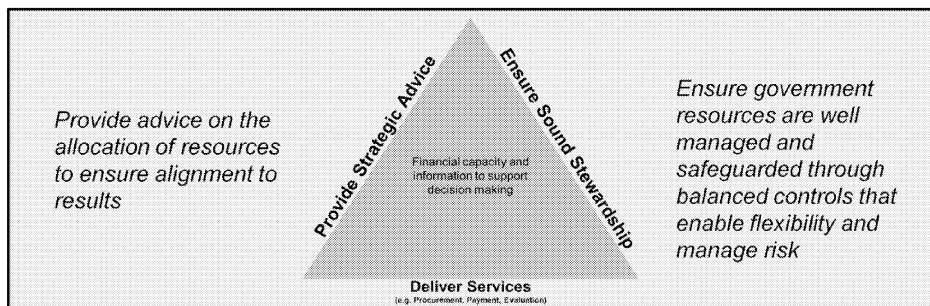 Provide advice on the
allocation of resources
to ensure alignment to
results
Provide Strategic Advice
Financial capacity and
information to support
decision making
Ensure Sound Stewardship
Ensure government
resources are well
managed and
safeguarded through
balanced controls that
enable flexibility and
manage risk
Deliver Services
(e.g. Procurement, Payment, Evaluation)